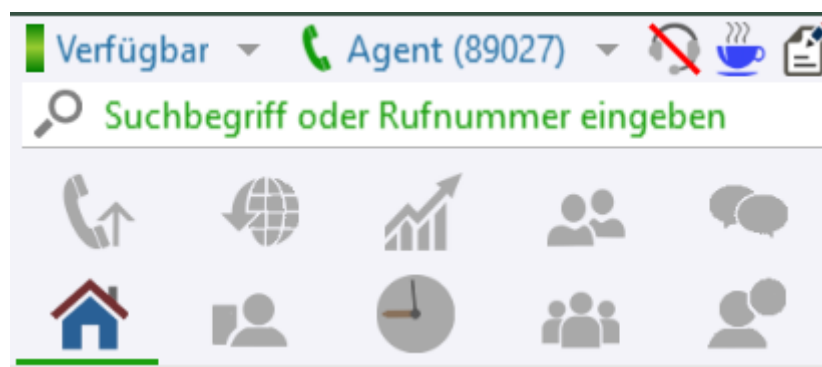 Verfügbar Agent (89027)
Suchbegriff oder Rufnummer eingeben